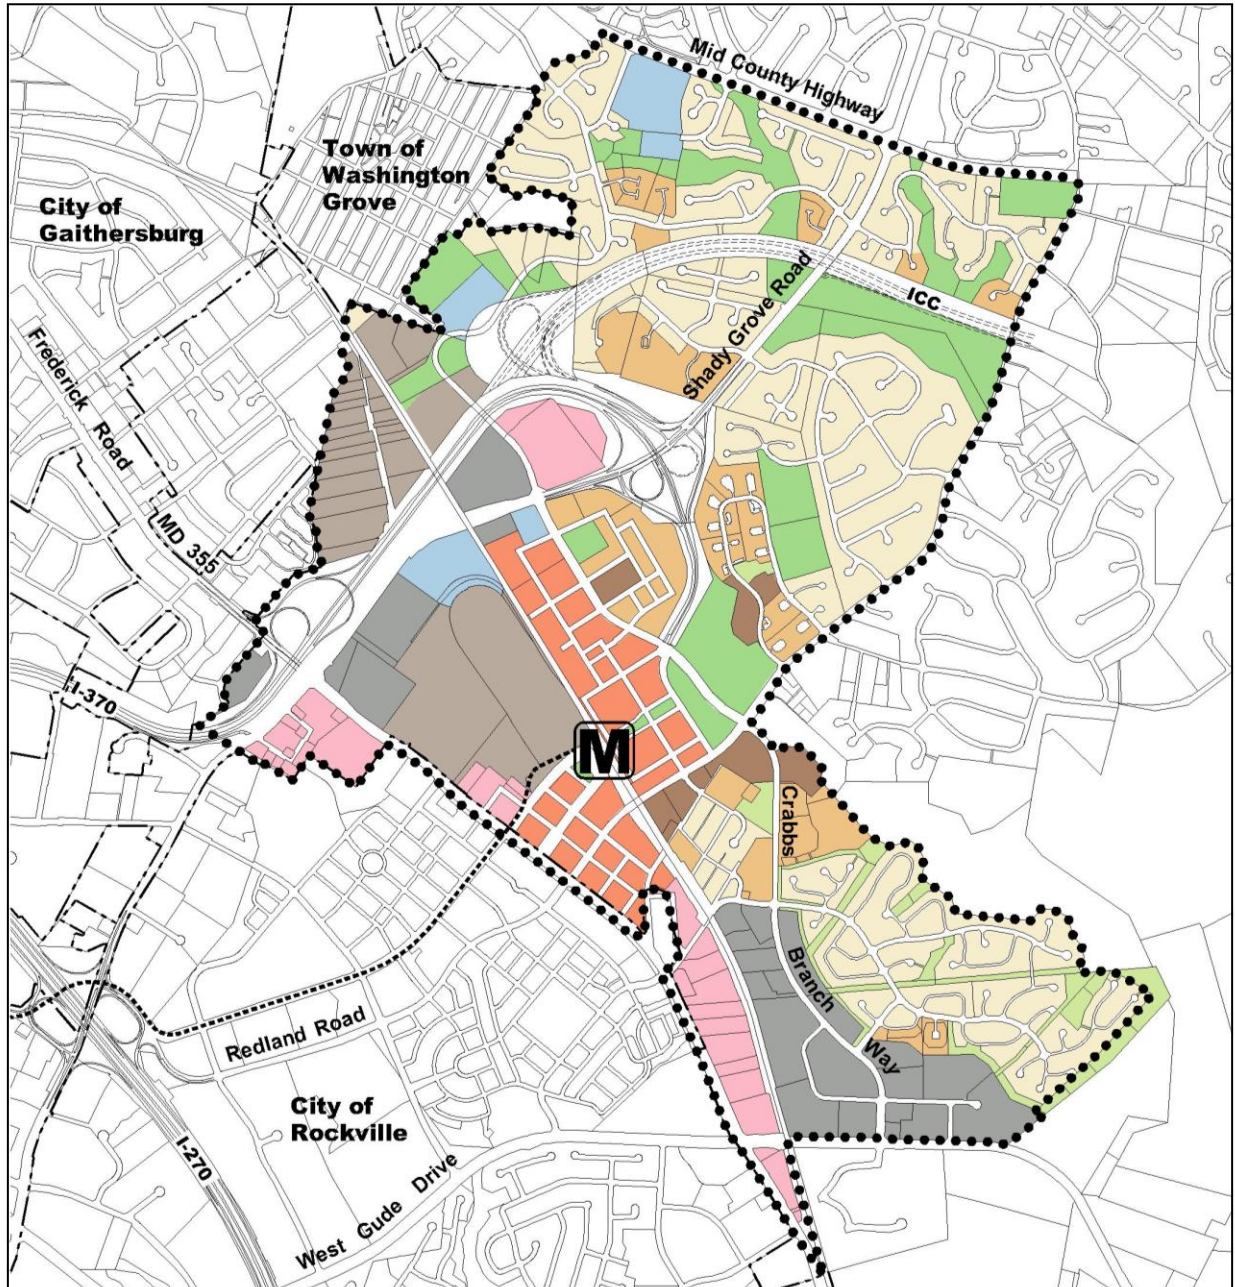 Mid County Highway
Town of
Washington
Grove
City of
Gaithersburg
Shady Grove Road
ICC
Frederick
Road
MD 355
I-370
M
Crabbs
Branch
Way
Redland Road
City of
Rockville
I-270
West Gude Drive